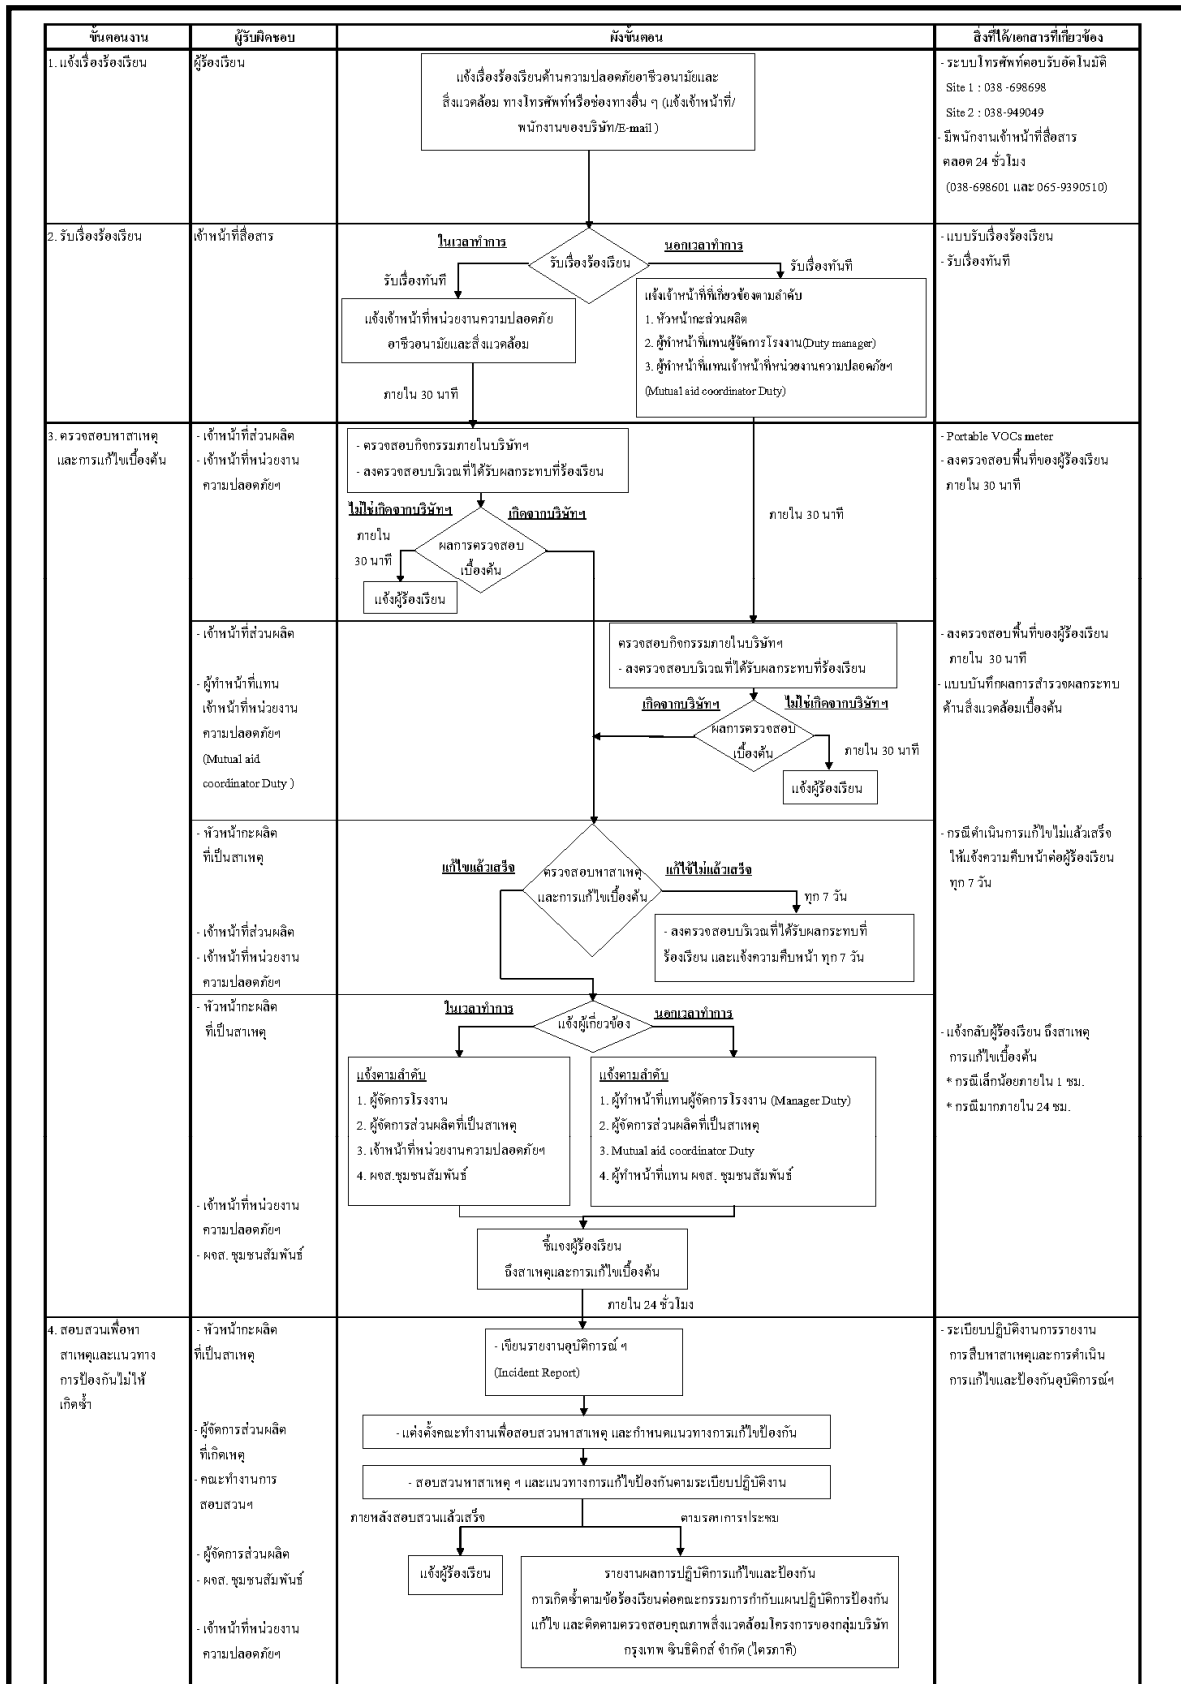 ขั้นตอนงาน
ผู้รับผิดชอบ
ผังขั้นตอน
สิ่งที่ใด้/เอกสารที่เกี่ยวข้อง
1. แจ้งเรื่องร้องเรียน
ผู้ร้องเรียน
แจ้งเรื่องร้องเรียนด้านความปลอดภัยอาชีวอนามัยและ
สิ่งแวดล้อม ทางโทรศัพท์หรือช่องทางอื่น ๆ (แจ้งเจ้าหน้าที่/
พนักงานของบริษัท/E-mail )
- ระบบโทรศัพท์ตอบรับอัตโนมัติ
Site 1 : 038 -698698
Site 2 : 038-949049
- มีพนักงานเจ้าหน้าที่สื่อสาร
ตลอด 24 ชั่วโมง
(038-698601 และ 065-9390510)
2. รับเรื่องร้องเรียน
เจ้าหน้าที่สื่อสาร
ในเวลาทำการ
นอกเวลาทำการ
รับเรื่องร้องเรียน
รับเรื่องทันที
รับเรื่องทันที
แจ้งเจ้าหน้าที่หน่วยงานความปลอดภัย
อาชีวอนามัยและสิ่งแวดล้อม
แจ้งเจ้าหน้าที่ที่เกี่ยวข้องตามลำดับ
1. หัวหน้ากะส่วนผลิต
2. ผู้ทำหน้าที่แทนผู้จัดการโรงงาน(Duty manager)
3. ผู้ทำหน้าที่แทนเจ้าหน้าที่หน่วยงานความปลอดภัยฯ
(Mutual aid coordinator Duty)
ภายใน 30 นาที
- แบบรับเรื่องร้องเรียน
- รับเรื่องทันที
3. ตรวจสอบหาสาเหตุ
และการแก้ไขเบื้องต้น
- เจ้าหน้าที่ส่วนผลิต
- เจ้าหน้าที่หน่วยงาน
ความปลอดภัยฯ
- ตรวจสอบกิจกรรมภายในบริษัทฯ
- ลงตรวจสอบบริเวณที่ได้รับผลกระทบที่ร้องเรียน
ไม่ใช่เกิดจากบริษัทฯ
เกิดจากบริษัทฯ
ภายใน
30 นาที
ผลการตรวจสอบ
เบื้องต้น
แจ้งผู้ร้องเรียน
ภายใน 30 นาที
- Portable VOCs meter
- ลงตรวจสอบพื้นที่ของผู้ร้องเรียน
ภายใน 30 นาที
- เจ้าหน้าที่ส่วนผลิต
- ผู้ทำหน้าที่แทน
เจ้าหน้าที่หน่วยงาน
ความปลอดภัยฯ
(Mutual aid
coordinator Duty )
ตรวจสอบกิจกรรมภายในบริษัทฯ
- ลงตรวจสอบบริเวณที่ได้รับผลกระทบที่ร้องเรียน
เกิดจากบริษัทฯ
ไม่ใช่เกิดจากบริษัทฯ
ผลการตรวจสอบ
เบื้องต้น
ภายใน 30 นาที
แจ้งผู้ร้องเรียน
- ลงตรวจสอบพื้นที่ของผู้ร้องเรียน
ภายใน 30 นาที
- แบบบันทึกผลการสำรวจผลกระทบ
ด้านสิ่งแวดล้อมเบื้องต้น
- หัวหน้ากะผลิต
ที่เป็นสาเหตุ
- เจ้าหน้าที่ส่วนผลิต
- เจ้าหน้าที่หน่วยงาน
ความปลอดภัยฯ
แก้ไขแล้วเสร็จ
แก้ไข้ไม่แล้วเสร็จ
ตรวจสอบหาสาเหตุ
และการแก้ไขเบื้องต้น
ทุก 7 วัน
- ลงตรวจสอบบริเวณที่ได้รับผลกระทบที่
ร้องเรียน และแจ้งความคืบหน้า ทุก 7 วัน
- กรณีดำเนินการแก้ไขไม่แล้วเสร็จ
ให้แจ้งความคืบหน้าต่อผู้ร้องเรียน
ทุก 7 วัน
- หัวหน้ากะผลิต
ที่เป็นสาเหตุ
- เจ้าหน้าที่หน่วยงาน
ความปลอดภัยฯ
- ผจส. ชุมชนสัมพันธ์
ในเวลาทำการ
นอกเวลาทำการ
แจ้งผู้เกี่ยวข้อง
แจ้งตามลำดับ
1. ผู้จัดการโรงงาน
2. ผู้จัดการส่วนผลิตที่เป็นสาเหตุ
3. เจ้าหน้าที่หน่วยงานความปลอดภัยฯ
4. ผจส.ชุมชนสัมพันธ์
แจ้งตามลำดับ
1. ผู้ทำหน้าที่แทนผู้จัดการโรงงาน (Manager Duty)
2. ผู้จัดการส่วนผลิตที่เป็นสาเหตุ
3. Mutual aid coordinator Duty
4. ผู้ทำหน้าที่แทน ผจส. ชุมชนสัมพันธ์
ชี้แจงผู้ร้องเรียน
ถึงสาเหตุและการแก้ไขเบื้องต้น
ภายใน 24 ชั่วโมง
- แจ้งกลับผู้ร้องเรียน ถึงสาเหตุ
การแก้ไขเบื้องต้น
* กรณีเล็กน้อยภายใน 1 ชม.
* กรณีมากภายใน 24 ชม.
4. สอบสวนเพื่อหา
สาเหตุและแนวทาง
การป้องกันไม่ให้
เกิดซ้ำ
- หัวหน้ากะผลิต
ที่เป็นสาเหตุ
- ผู้จัดการส่วนผลิต
ที่เกิดเหตุ
- คณะทำงานการ
สอบสวนฯ
- ผู้จัดการส่วนผลิต
- ผจส. ชุมชนสัมพันธ์
- เจ้าหน้าที่หน่วยงาน
ความปลอดภัยฯ
- เขียนรายงานอุบัติการณ์ ฯ
(Incident Report)
- แต่งตั้งคณะทำงานเพื่อสอบสวนหาสาเหตุ และกำหนดแนวทางการแก้ไขป้องกัน
- สอบสวนหาสาเหตุ ฯ และแนวทางการแก้ไขป้องกันตามระเบียบปฏิบัติงาน
ภายหลังสอบสวนแล้วเสร็จ
ตามรอบการประชุม
แจ้งผู้ร้องเรียน
รายงานผลการปฏิบัติการแก้ไขและป้องกัน
การเกิดซ้ำตามข้อร้องเรียนต่อคณะกรรมการกำกับแผนปฏิบัติการป้องกัน
แก้ไข และติดตามตรวจสอบคุณภาพสิ่งแวดล้อมโครงการของกลุ่มบริษัท
กรุงเทพ ซินธิติกส์ จำกัด (ไตรภาคี)
- ระเบียบปฏิบัติงานการรายงาน
การสืบหาสาเหตุและการดำเนิน
การแก้ไขและป้องกันอุบัติการณ์ฯ